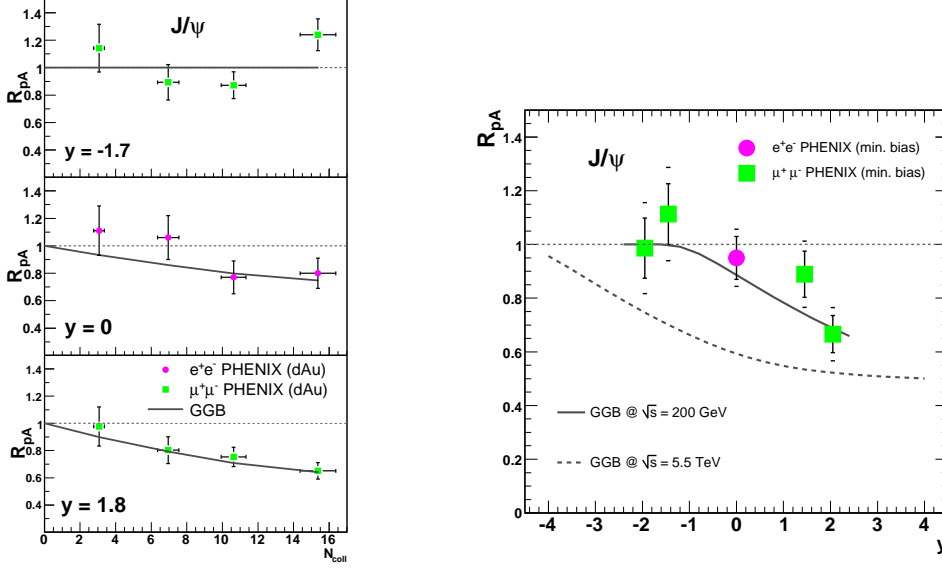 J/ψ
1.4
1.2
1
0.8
0.6
0.4
0.2
R_pA
y = -1.7
1.4
1.2
1
0.8
0.6
0.4
R_pA
y = 0
1.4
1.2
1
0.8
0.6
0.4
0.2
R_pA
e⁺e⁻ PHENIX (dAu)
μ⁺μ⁻ PHENIX (dAu)
GGB
y = 1.8
0 2 4 6 8 10 12 14 16
N_coll
R_pA
1.4
1.2
1
0.8
0.6
0.4
0.2
0
J/ψ
e⁺e⁻ PHENIX (min. bias)
μ⁺ μ⁻ PHENIX (min. bias)
GGB @ √s = 200 GeV
GGB @ √s = 5.5 TeV
-4 -3 -2 -1 0 1 2 3 4
y